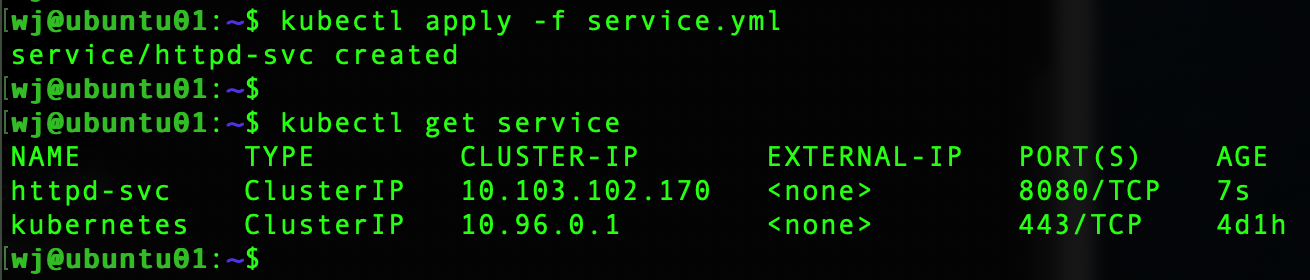 [wj@ubuntu01:~$ kubectl apply -f service.yml
service/httpd-svc created
[wj@ubuntu01:~$
[wj@ubuntu01:~$ kubectl get service
NAME TYPE CLUSTER-IP EXTERNAL-IP PORT(S) AGE
httpd-svc ClusterIP 10.103.102.170 <none> 8080/TCP 7s
kubernetes ClusterIP 10.96.0.1 <none> 443/TCP 4d1h
[wj@ubuntu01:~$